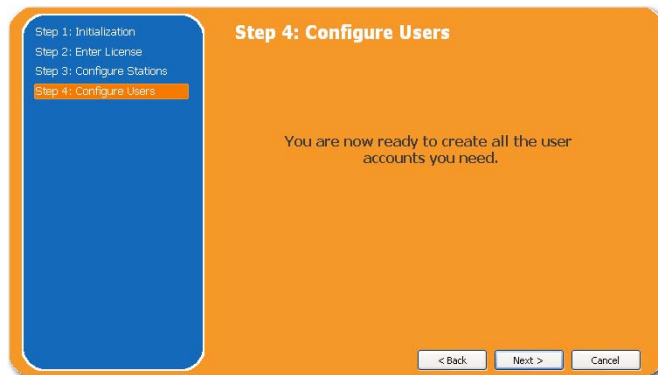 Step 1: Initialization
Step 2: Enter License
Step 3: Configure Stations
Step 4: Configure Users
Step 4: Configure Users
You are now ready to create all the user
accounts you need.
< Back
Next >
Cancel